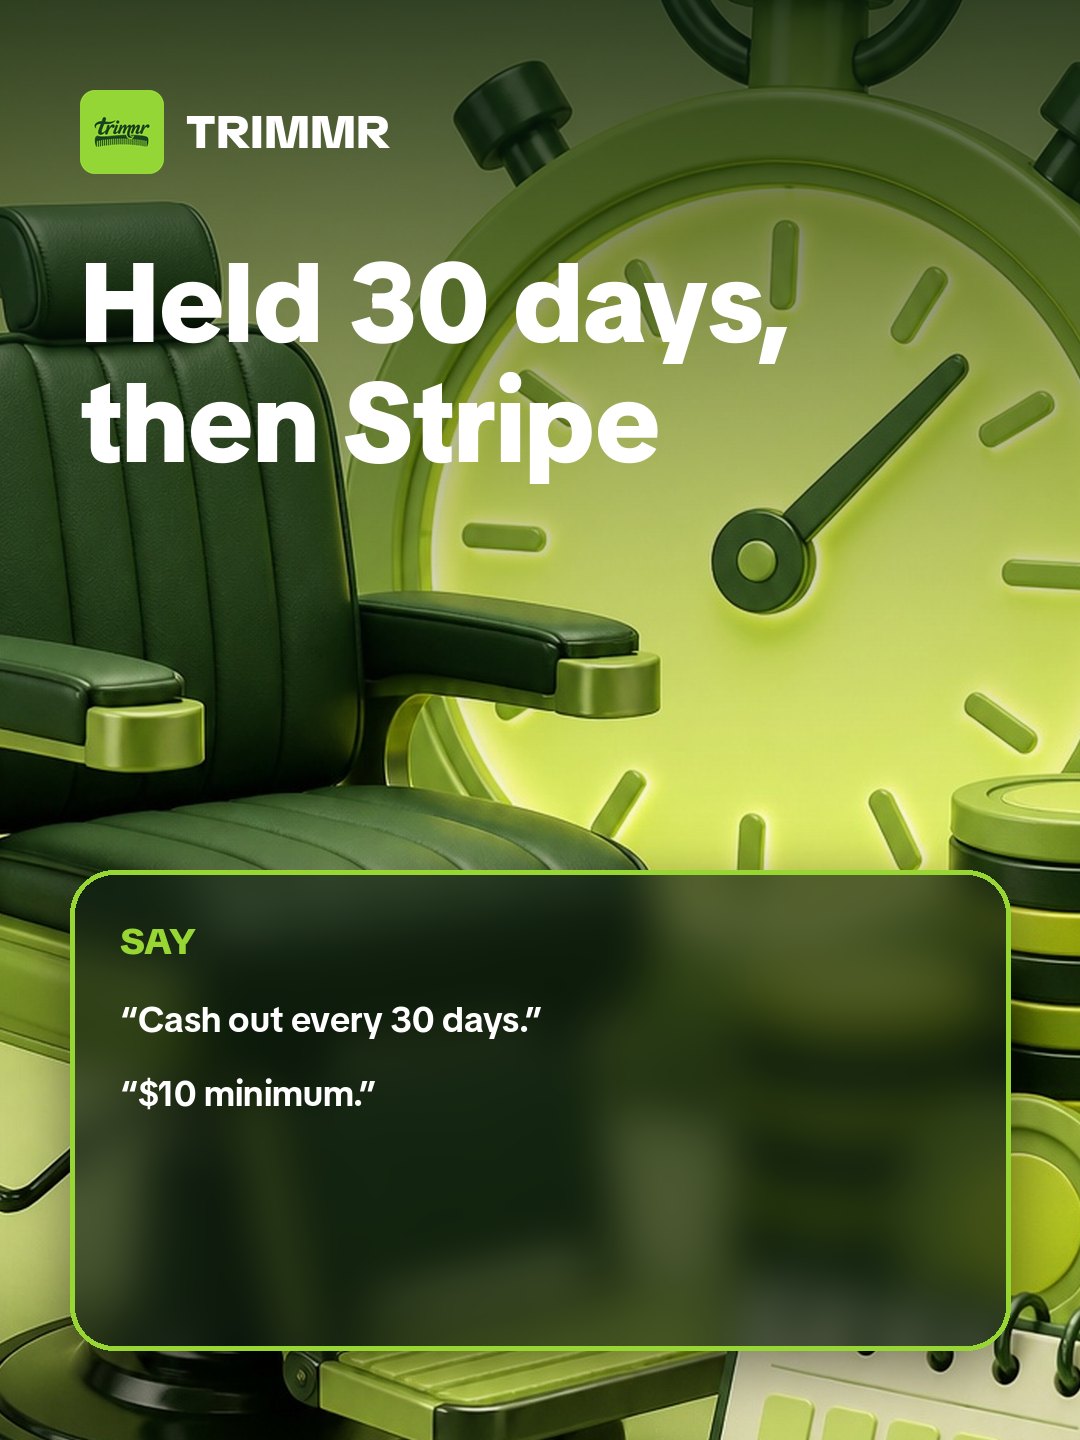 trimmr
TRIMMR
Held 30 days,
then Stripe
SAY
“Cash out every 30 days.”
“$10 minimum.”